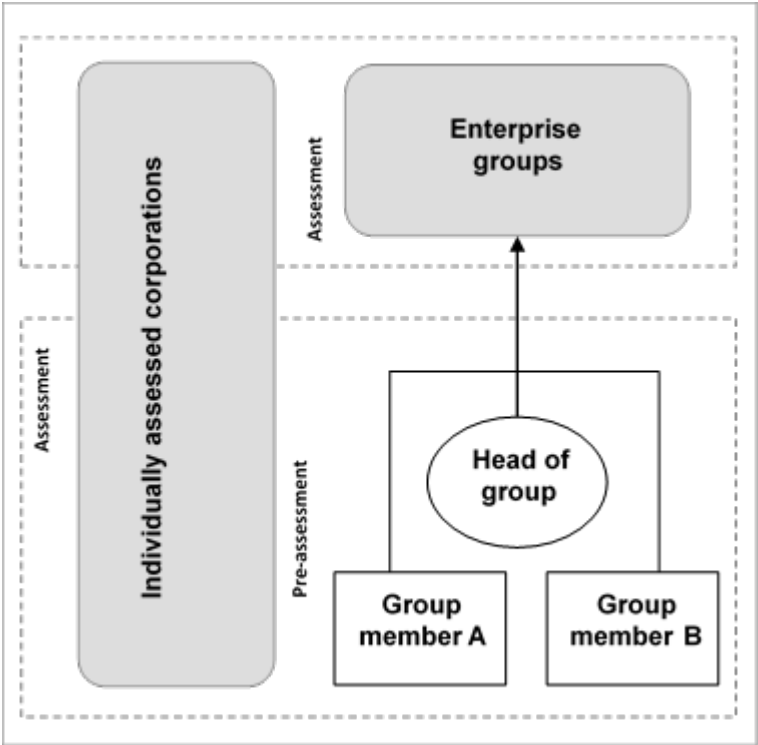 Individually assessed corporations
Assessment
Enterprise
groups
Assessment
Pre-assessment
Head of
group
Group
member A
Group
member B